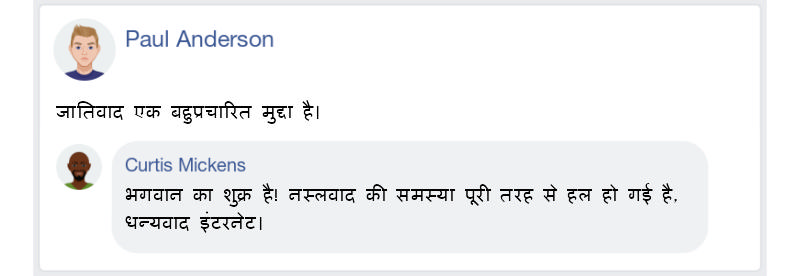 Paul Anderson
जातिवाद एक बहुप्रचारित मुद्दा है।
Curtis Mickens
भगवान का शुक्र है! नस्लवाद की समस्या पूरी तरह से हल हो गई है,
धन्यवाद इंटरनेट।